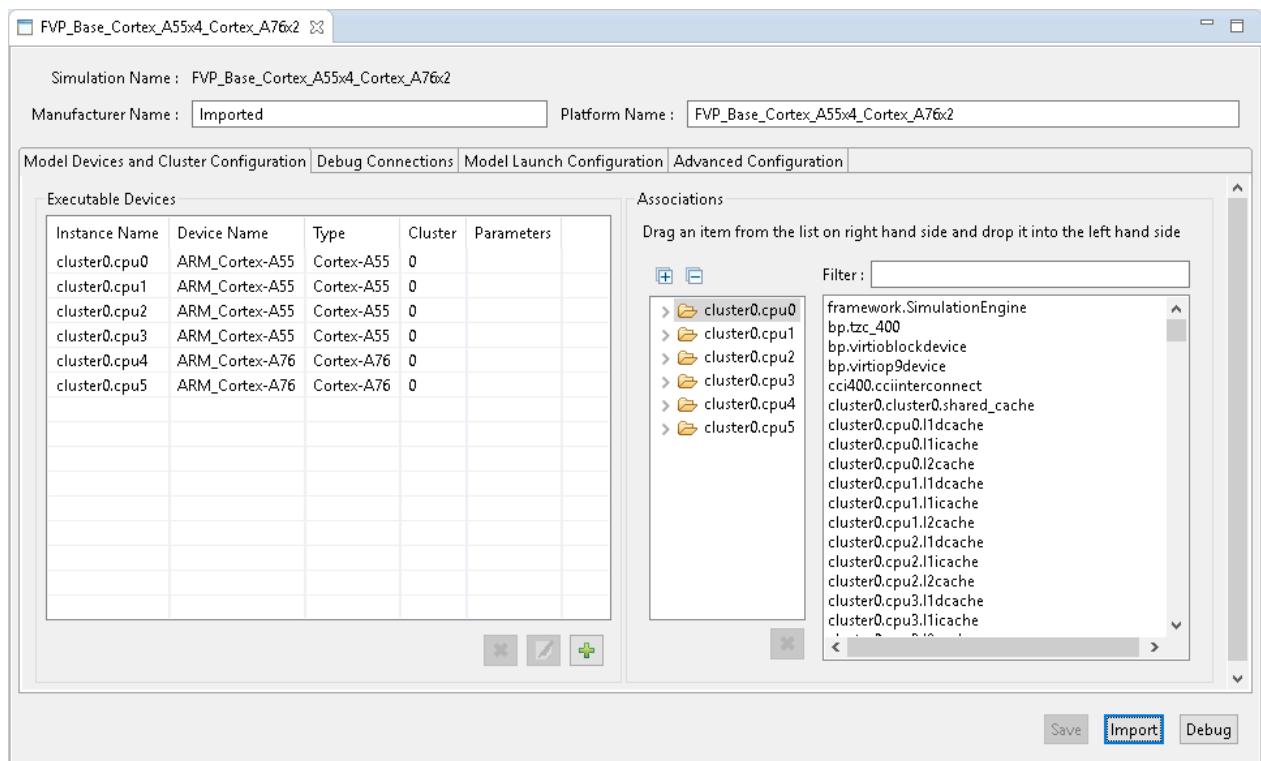 FVP_Base_Cortex_A55x4_Cortex_A76x2
Simulation Name : FVP_Base_Cortex_A55x4_Cortex_A76x2
Manufacturer Name : Imported Platform Name : FVP_Base_Cortex_A55x4_Cortex_A76x2
Model Devices and Cluster Configuration Debug Connections Model Launch Configuration Advanced Configuration
Executable Devices
Instance Name Device Name Type Cluster Parameters
cluster0.cpu0 ARM_Cortex-A55 Cortex-A55 0
cluster0.cpu1 ARM_Cortex-A55 Cortex-A55 0
cluster0.cpu2 ARM_Cortex-A55 Cortex-A55 0
cluster0.cpu3 ARM_Cortex-A55 Cortex-A55 0
cluster0.cpu4 ARM_Cortex-A76 Cortex-A76 0
cluster0.cpu5 ARM_Cortex-A76 Cortex-A76 0
Associations
Drag an item from the list on right hand side and drop it into the left hand side
Filter :
cluster0.cpu0
cluster0.cpu1
cluster0.cpu2
cluster0.cpu3
cluster0.cpu4
cluster0.cpu5
framework.SimulationEngine
bp.tzc_400
bp.virtioblockdevice
bp.virtiop9device
cci400.cciinterconnect
cluster0.cluster0.shared_cache
cluster0.cpu0.l1dcache
cluster0.cpu0.l1icache
cluster0.cpu0.l2cache
cluster0.cpu1.l1dcache
cluster0.cpu1.l1icache
cluster0.cpu1.l2cache
cluster0.cpu2.l1dcache
cluster0.cpu2.l1icache
cluster0.cpu2.l2cache
cluster0.cpu3.l1dcache
cluster0.cpu3.l1icache
Save Import Debug